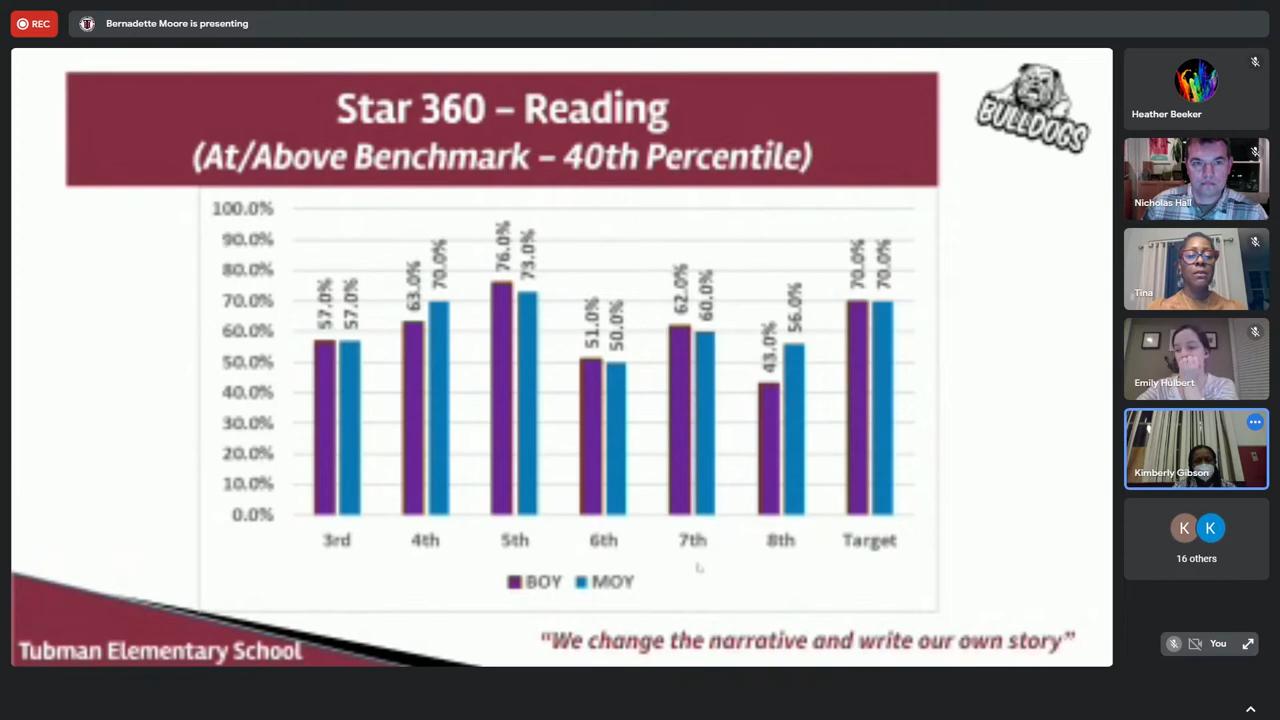 REC
Bernadette Moore is presenting
Star 360 – Reading
(At/Above Benchmark – 40th Percentile)
BULLDOGS
100.0%
90.0%
80.0%
70.0%
60.0%
50.0%
40.0%
30.0%
20.0%
10.0%
0.0%
57.0%
57.0%
63.0%
70.0%
76.0%
73.0%
51.0%
50.0%
62.0%
60.0%
43.0%
56.0%
70.0%
70.0%
3rd 4th 5th 6th 7th 8th Target
BOY MOY
Tubman Elementary School
“We change the narrative and write our own story”
Heather Beeker
Nicholas Hall
Tina
Emily Hulbert
Kimberly Gibson
K K
16 others
You